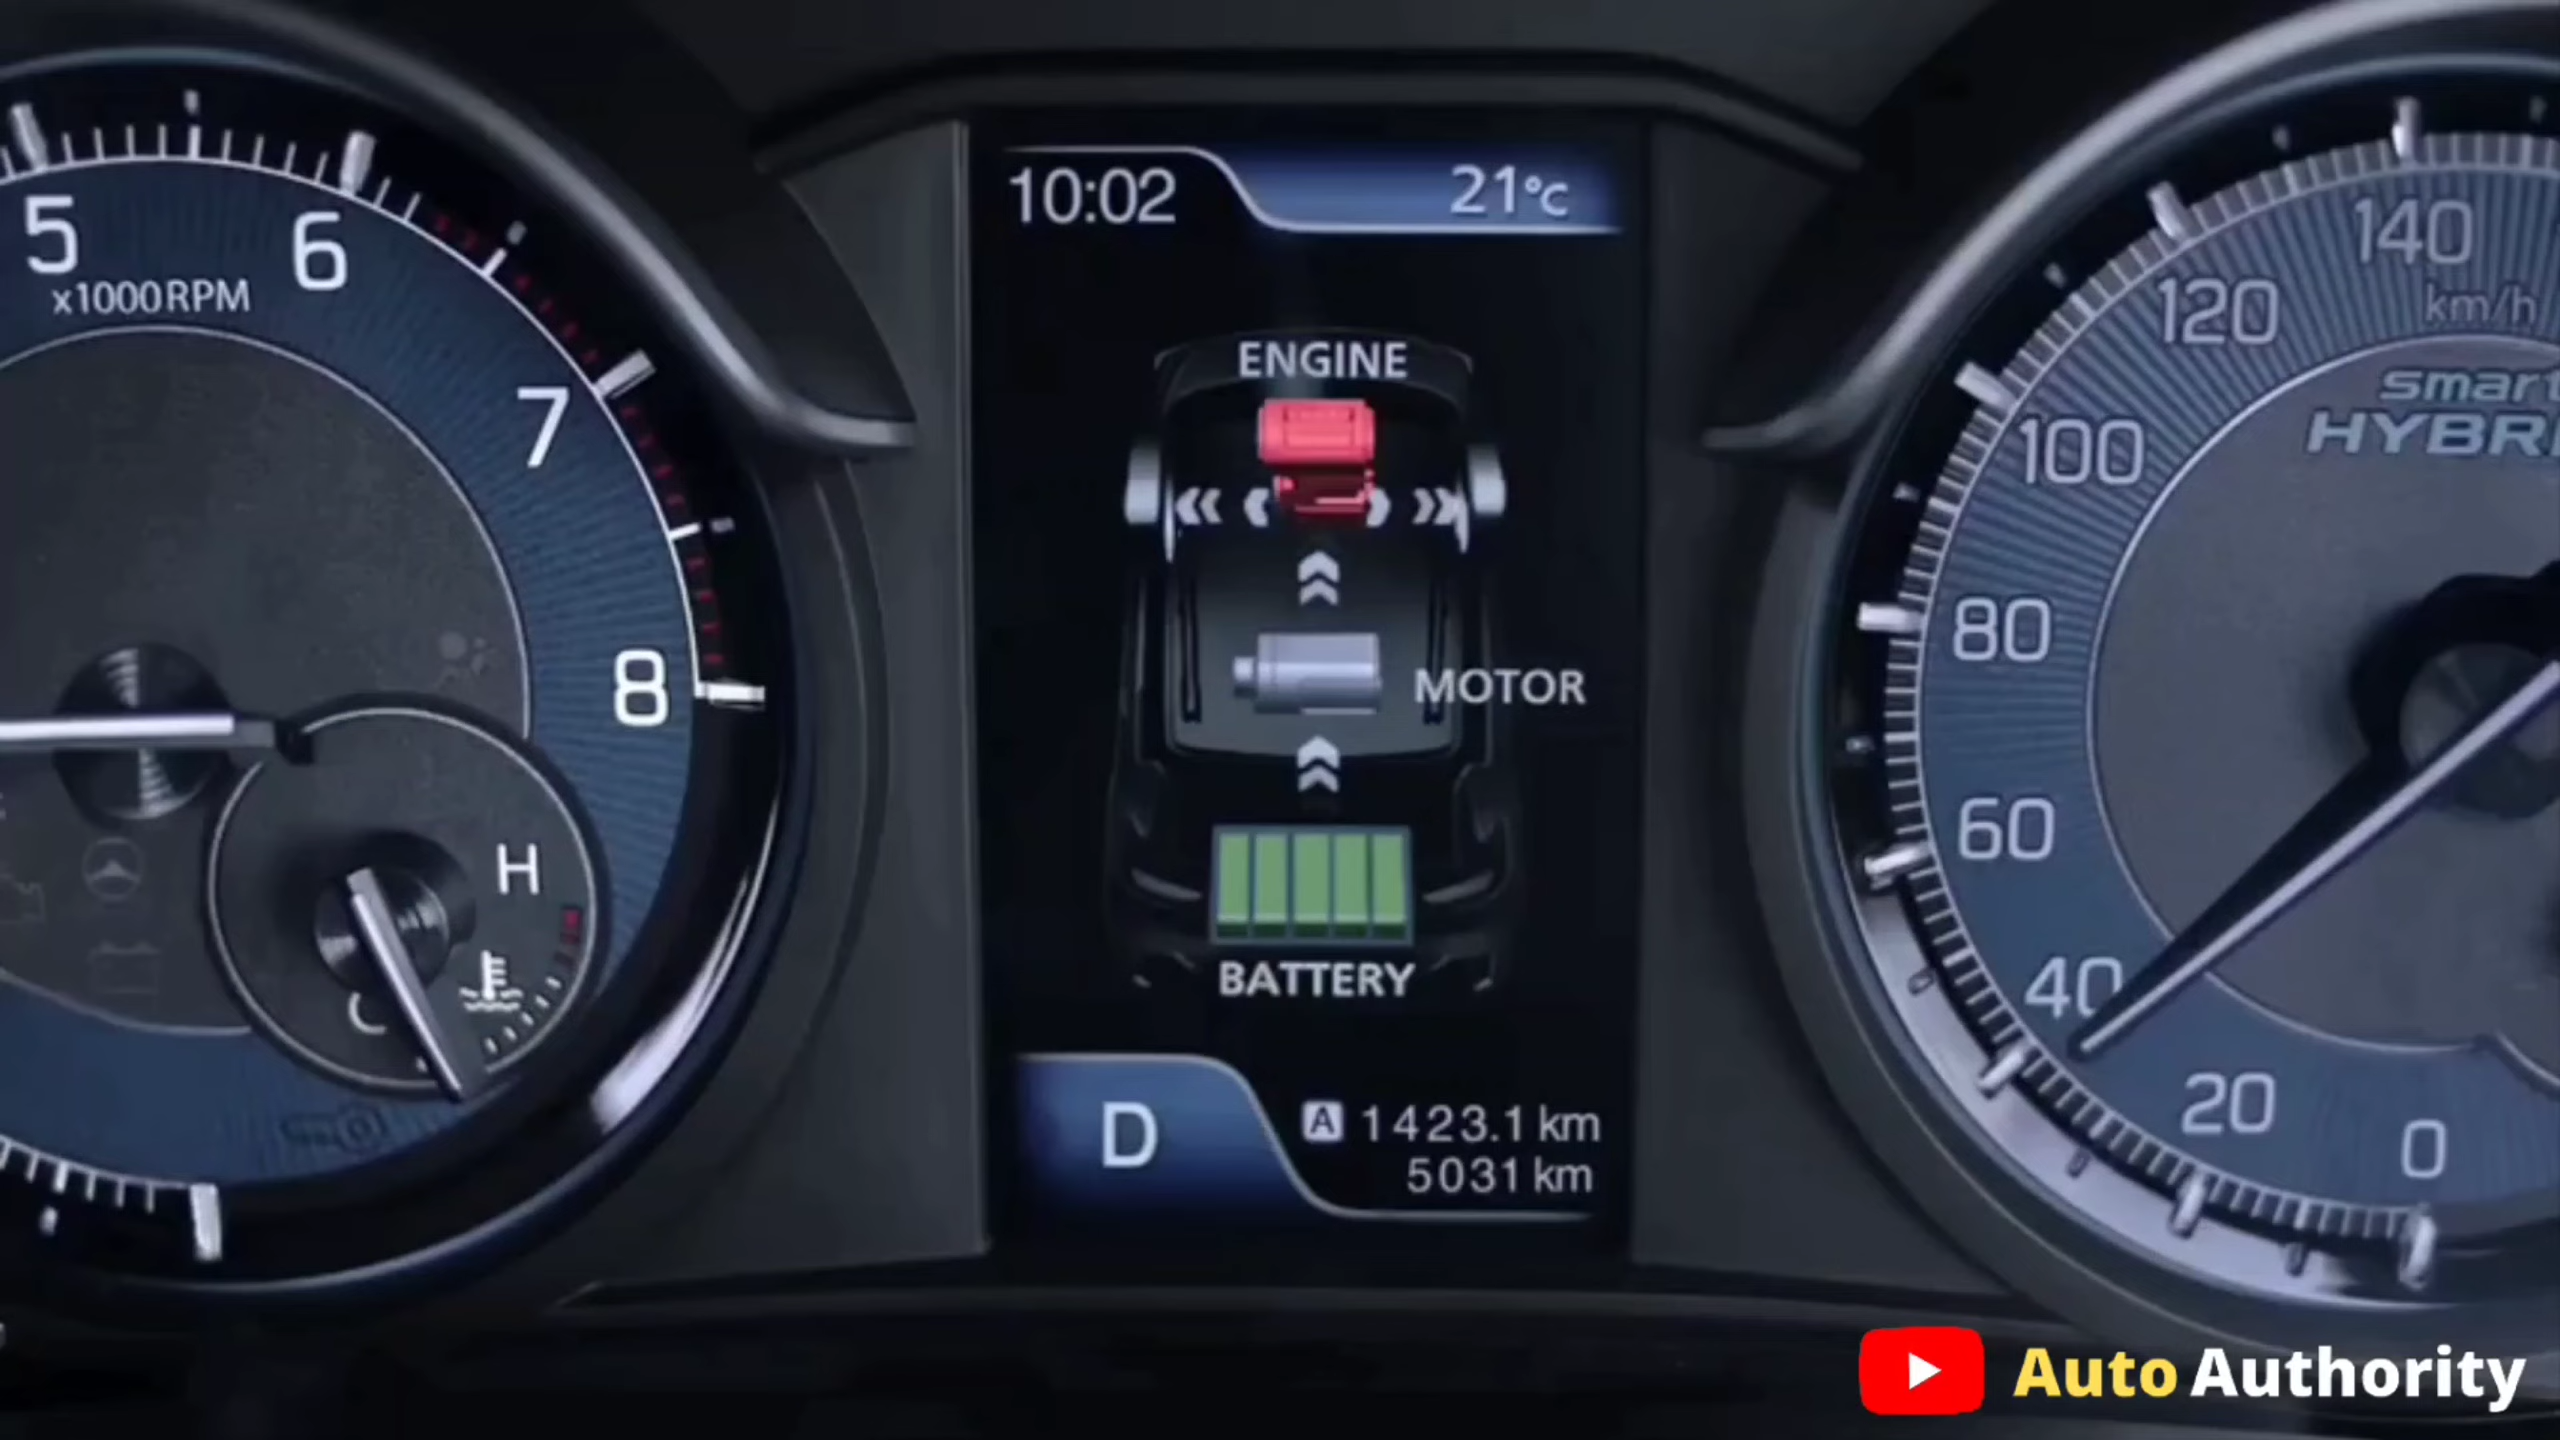 5
6
x1000RPM
7
8
H
C
10:02
21°C
ENGINE
MOTOR
BATTERY
D
A 1423.1 km
5031 km
140
km/h
120
100
smart
HYBRI
80
60
40
20
0
Auto Authority